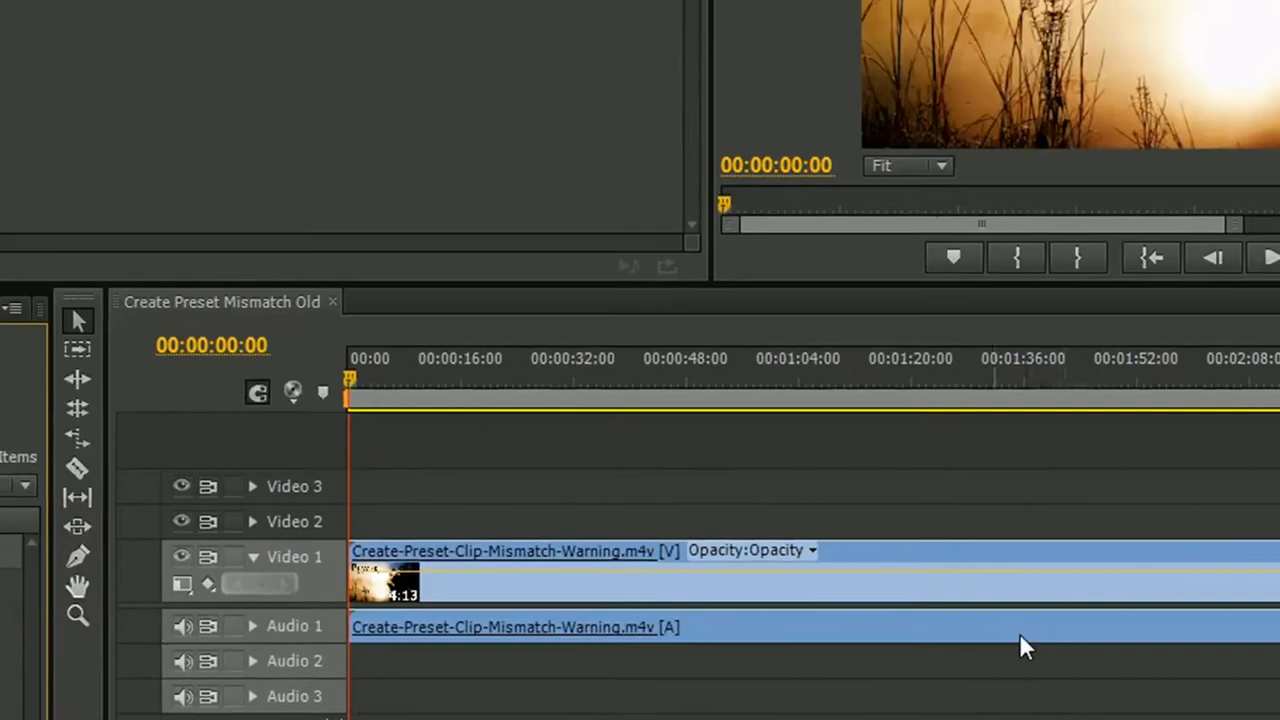 00:00:00:00
Fit
Create Preset Mismatch Old
00:00:00:00
00:00
00:00:16:00
00:00:32:00
00:00:48:00
00:01:04:00
00:01:20:00
00:01:36:00
00:01:52:00
00:02:08:0
Items
Video 3
Video 2
Create-Preset-Clip-Mismatch-Warning.m4v [V] Opacity:Opacity
Video 1
4:13
Audio 1
Create-Preset-Clip-Mismatch-Warning.m4v [A]
Audio 2
Audio 3